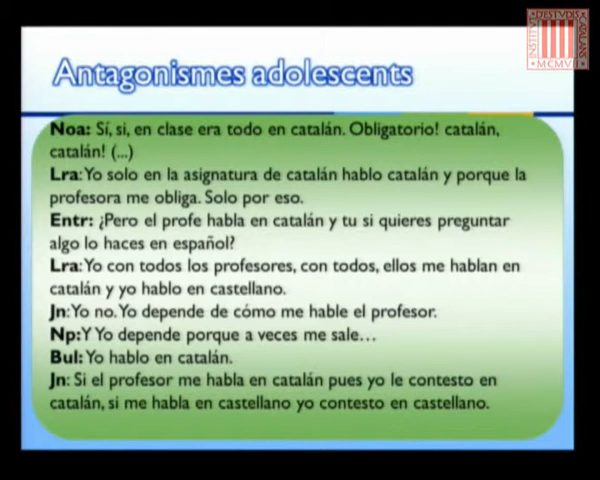 INSTITVT D'ESTVDIS CATALANS
MCMVII
Antagonismes adolescents
Noa: Sí, si, en clase era todo en catalán. Obligatorio! catalán,
catalán! (...)
Lra: Yo solo en la asignatura de catalán hablo catalán y porque la
profesora me obliga. Solo por eso.
Entr: ¿Pero el profe habla en catalán y tu si quieres preguntar
algo lo haces en español?
Lra: Yo con todos los profesores, con todos, ellos me hablan en
catalán y yo hablo en castellano.
Jn: Yo no. Yo depende de cómo me hable el profesor.
Np: Y Yo depende porque a veces me sale...
Bul: Yo hablo en catalán.
Jn: Si el profesor me habla en catalán pues yo le contesto en
catalán, si me habla en castellano yo contesto en castellano.